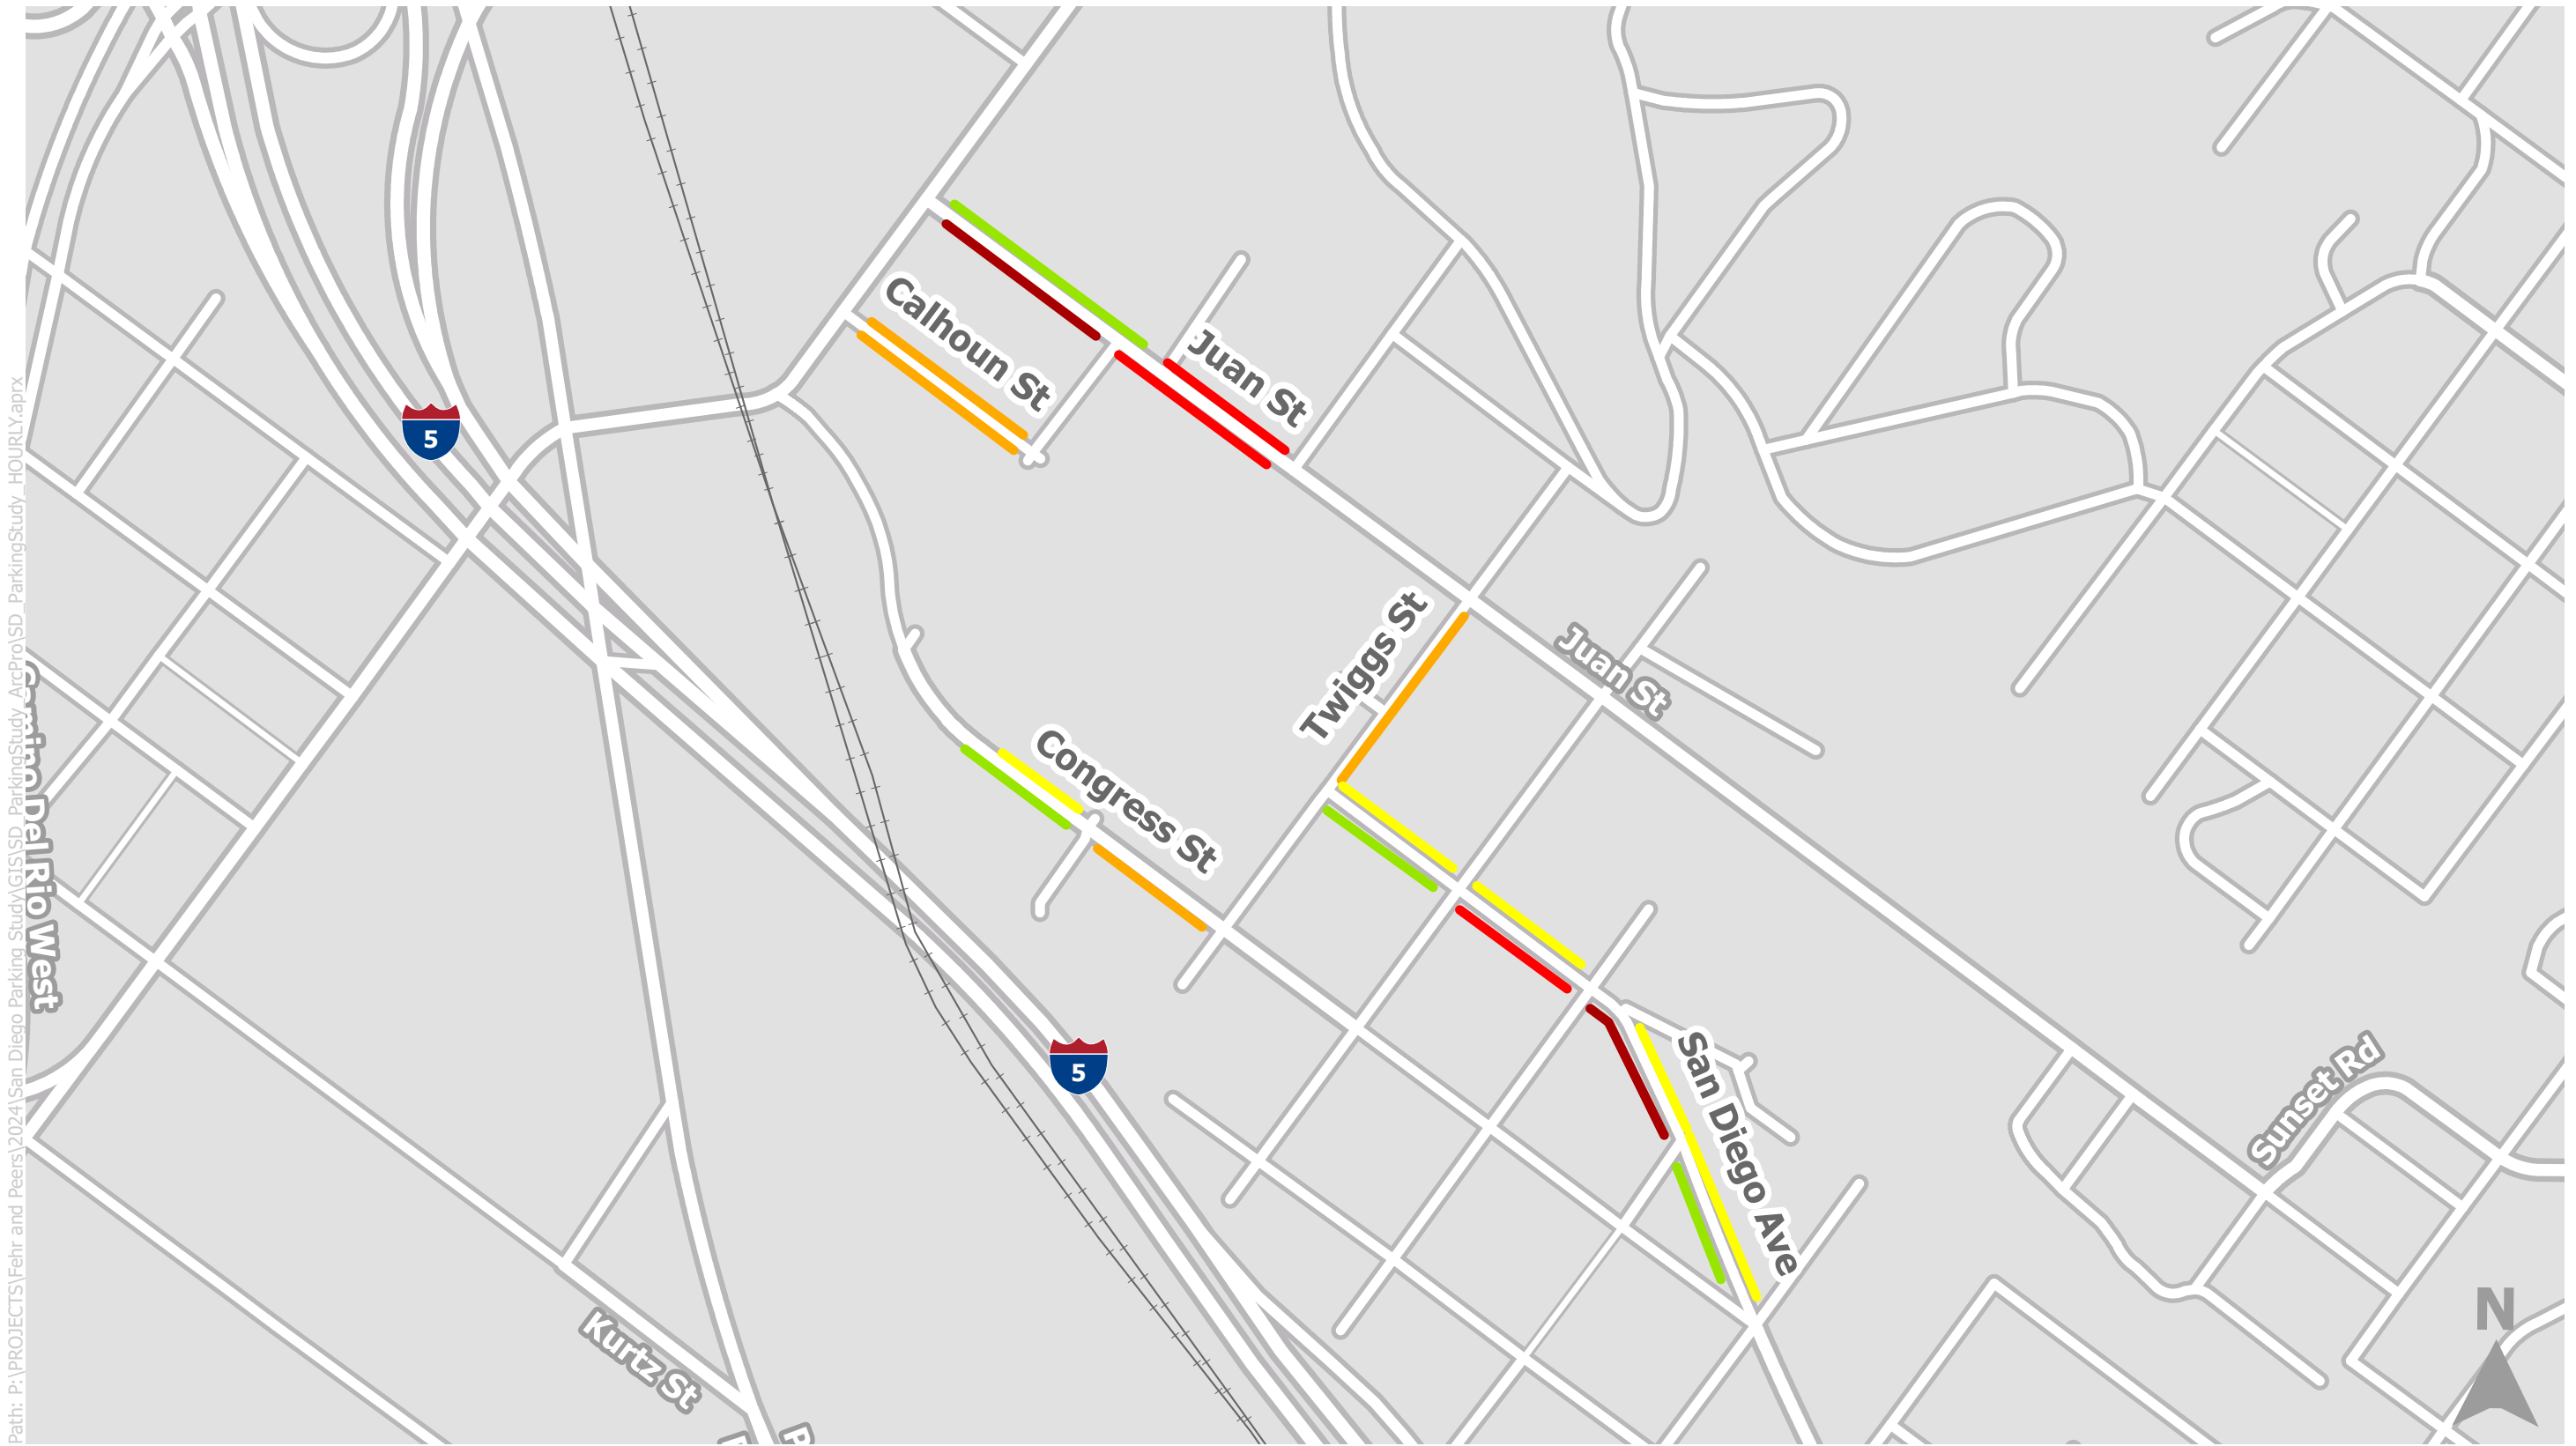 Calhoun St
Juan St
5
Twiggs St
Juan St
Camino Del Rio West
Congress St
5
San Diego Ave
Sunset Rd
Kurtz St
N
Path: P:\PROJECTS\Fehr and Peers\2024\San Diego Parking Study\GIS\SD_ParkingStudy_ArcPro\SD_ParkingStudy_HOURLY.aprx